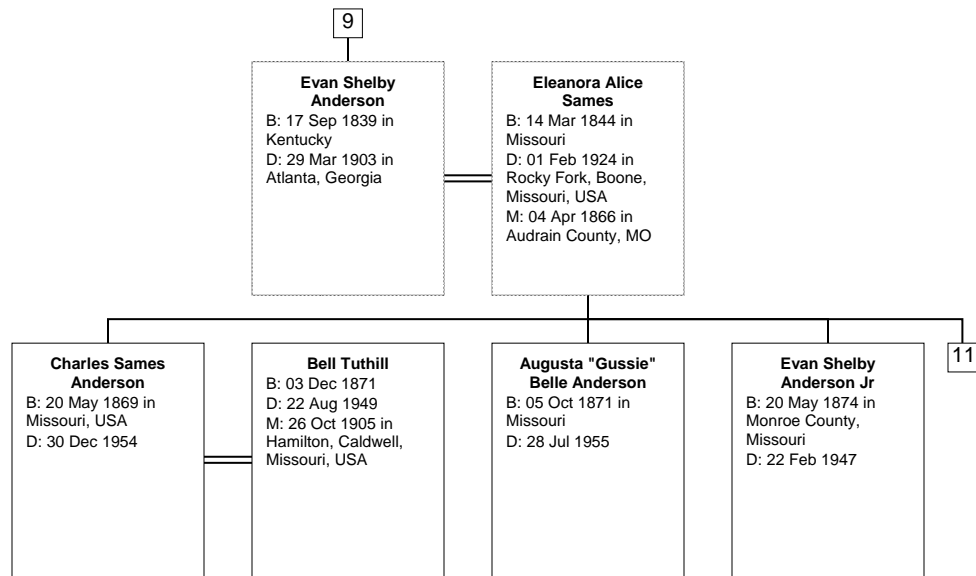 9
Evan Shelby
Anderson
B: 17 Sep 1839 in
Kentucky
D: 29 Mar 1903 in
Atlanta, Georgia
Eleanora Alice
Sames
B: 14 Mar 1844 in
Missouri
D: 01 Feb 1924 in
Rocky Fork, Boone,
Missouri, USA
M: 04 Apr 1866 in
Audrain County, MO
Charles Sames
Anderson
B: 20 May 1869 in
Missouri, USA
D: 30 Dec 1954
Bell Tuthill
B: 03 Dec 1871
D: 22 Aug 1949
M: 26 Oct 1905 in
Hamilton, Caldwell,
Missouri, USA
Augusta "Gussie"
Belle Anderson
B: 05 Oct 1871 in
Missouri
D: 28 Jul 1955
Evan Shelby
Anderson Jr
B: 20 May 1874 in
Monroe County,
Missouri
D: 22 Feb 1947
11